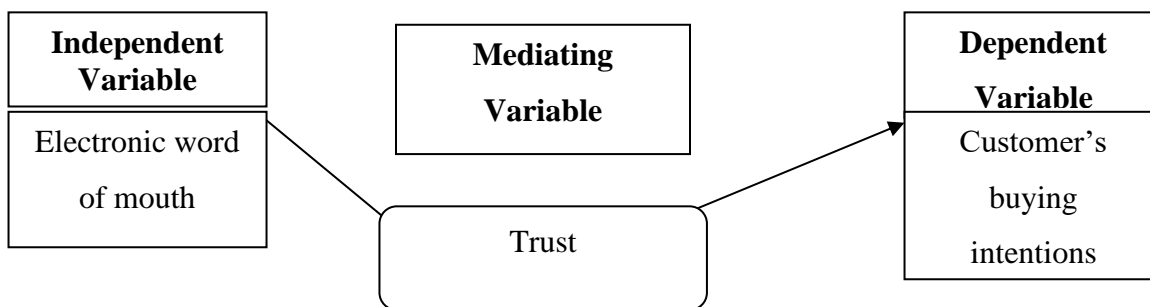 Independent
Variable
Electronic word
of mouth
Mediating
Variable
Trust
Dependent
Variable
Customer’s
buying
intentions